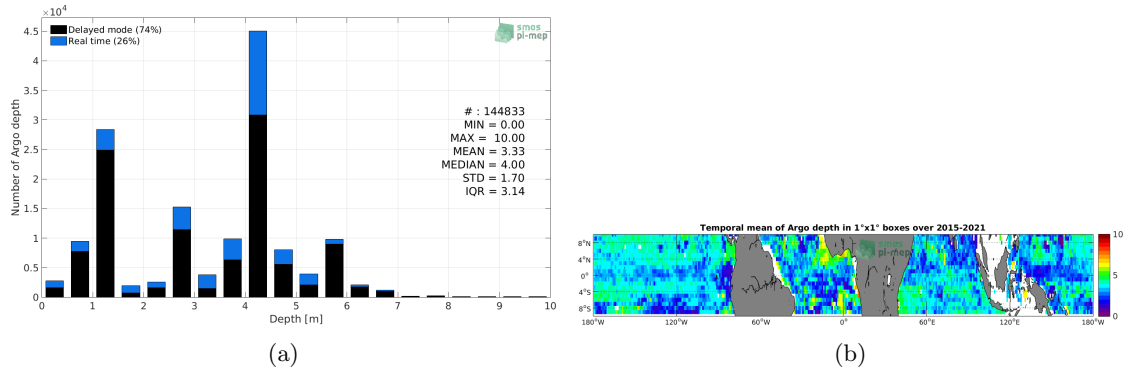 ×10⁴
4.5
4
3.5
3
2.5
2
1.5
1
0.5
0
Number of Argo depth
Delayed mode (74%)
Real time (26%)
smos
pi-mep
# : 144833
MIN = 0.00
MAX = 10.00
MEAN = 3.33
MEDIAN = 4.00
STD = 1.70
IQR = 3.14
0 1 2 3 4 5 6 7 8 9 10
Depth [m]
(a)
Temporal mean of Argo depth in 1°x1° boxes over 2015-2021
smos
pi-mep
8°N
4°N
0°
4°S
8°S
180°W 120°W 60°W 0° 60°E 120°E 180°W
10
5
0
(b)